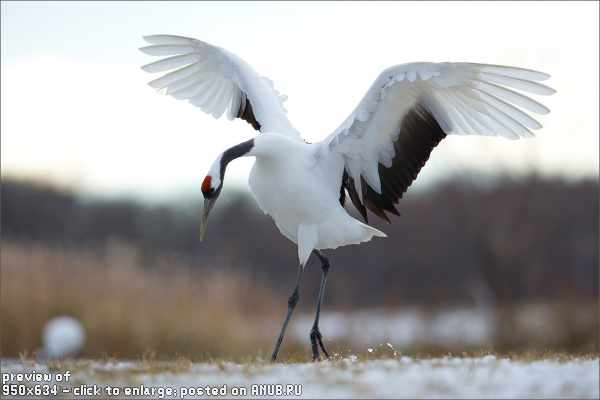 preview of
950x634 - click to enlarge; posted on ANUB.RU